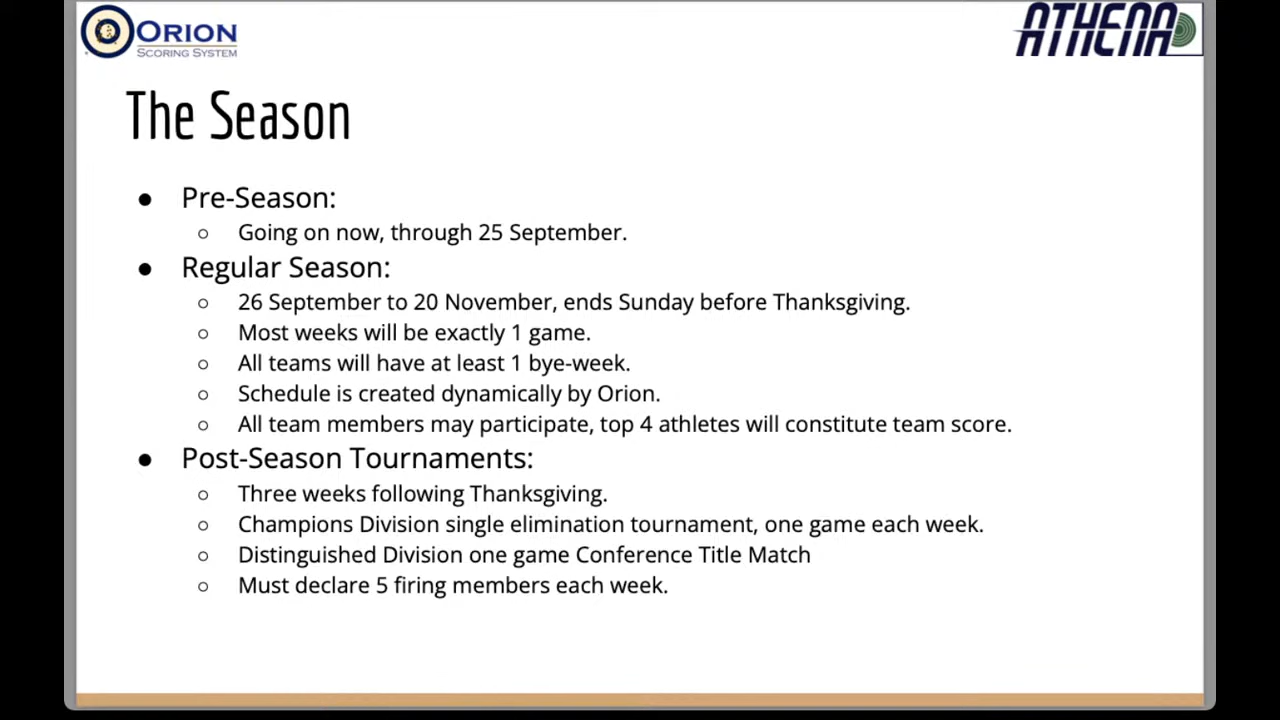 ORION
SCORING SYSTEM
ATHENA
The Season
● Pre-Season:
○ Going on now, through 25 September.
● Regular Season:
○ 26 September to 20 November, ends Sunday before Thanksgiving.
○ Most weeks will be exactly 1 game.
○ All teams will have at least 1 bye-week.
○ Schedule is created dynamically by Orion.
○ All team members may participate, top 4 athletes will constitute team score.
● Post-Season Tournaments:
○ Three weeks following Thanksgiving.
○ Champions Division single elimination tournament, one game each week.
○ Distinguished Division one game Conference Title Match
○ Must declare 5 firing members each week.